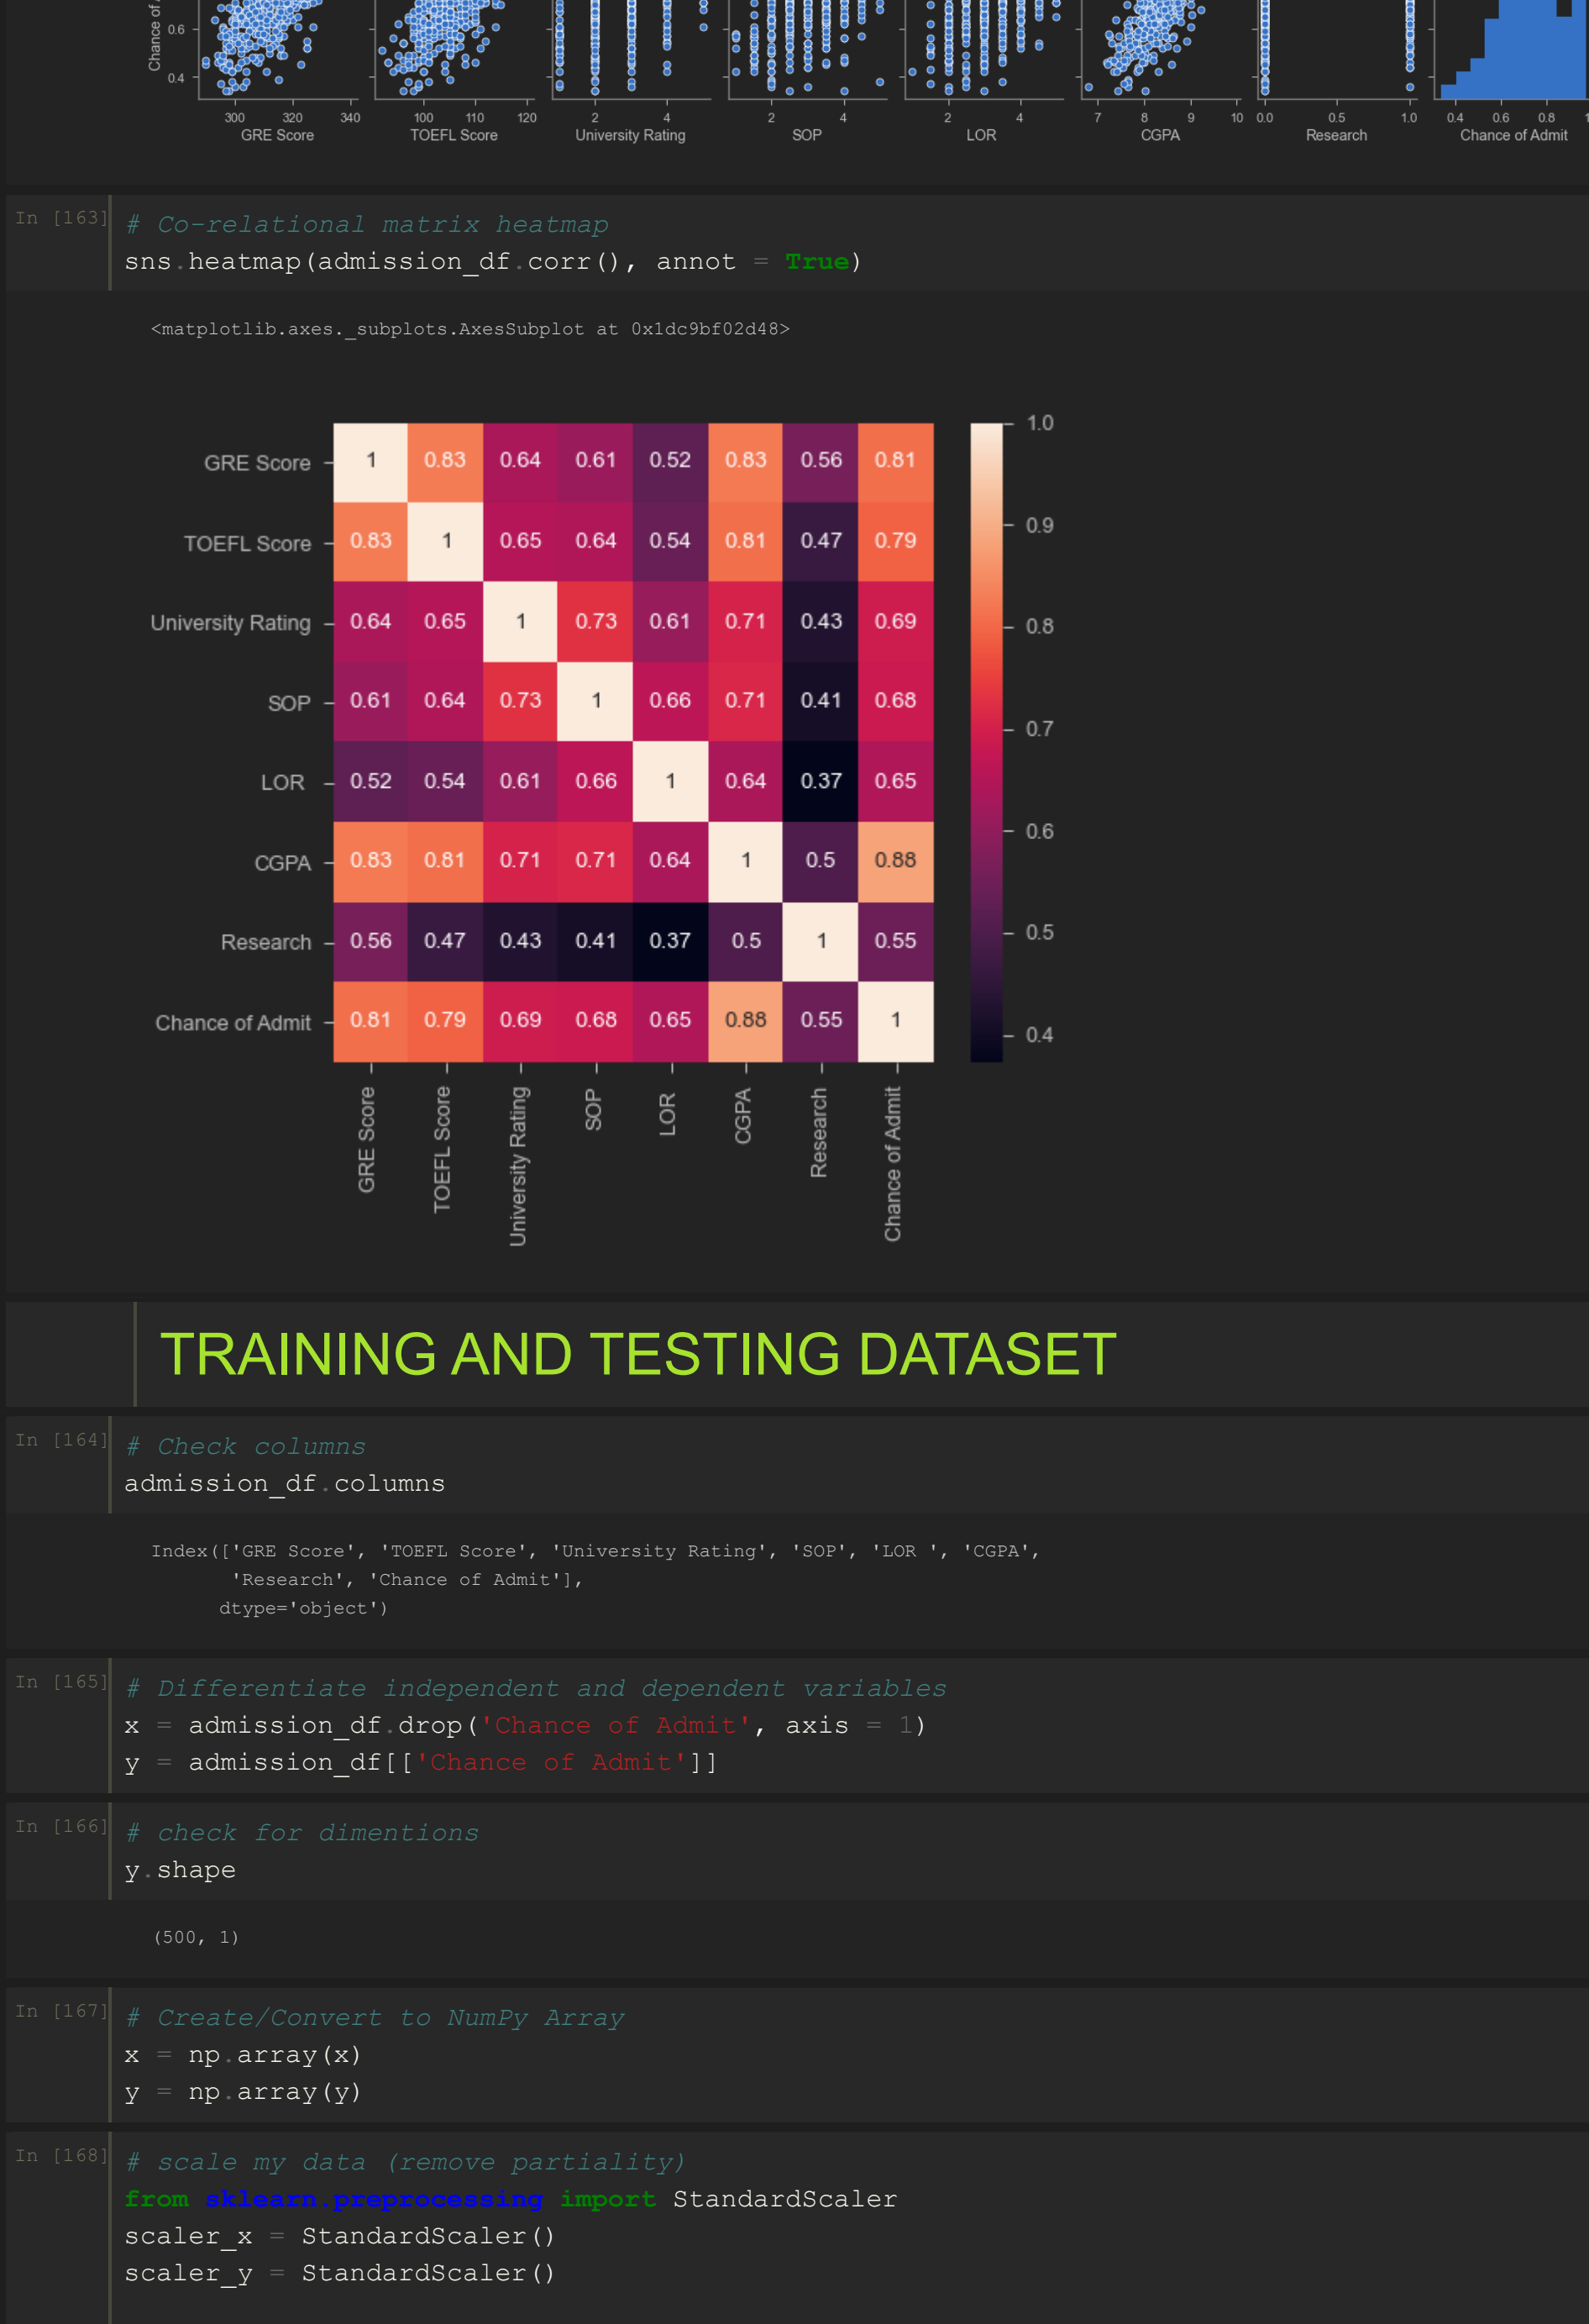 Chance of
0.6
0.4
300 320 340 100 110 120 2 4 2 4 2 4 7 8 9 10 0.0 0.5 1.0 0.4 0.6 0.8
GRE Score TOEFL Score University Rating SOP LOR CGPA Research Chance of Admit
In [163]
# Co-relational matrix heatmap
sns.heatmap(admission_df.corr(), annot = True)
<matplotlib.axes._subplots.AxesSubplot at 0x1dc9bf02d48>
GRE Score 1 0.83 0.64 0.61 0.52 0.83 0.56 0.81
TOEFL Score 0.83 1 0.65 0.64 0.54 0.81 0.47 0.79
University Rating 0.64 0.65 1 0.73 0.61 0.71 0.43 0.69
SOP 0.61 0.64 0.73 1 0.66 0.71 0.41 0.68
LOR 0.52 0.54 0.61 0.66 1 0.64 0.37 0.65
CGPA 0.83 0.81 0.71 0.71 0.64 1 0.5 0.88
Research 0.56 0.47 0.43 0.41 0.37 0.5 1 0.55
Chance of Admit 0.81 0.79 0.69 0.68 0.65 0.88 0.55 1
GRE Score
TOEFL Score
University Rating
SOP
LOR
CGPA
Research
Chance of Admit
1.0
0.9
0.8
0.7
0.6
0.5
0.4
TRAINING AND TESTING DATASET
In [164]
# Check columns
admission_df.columns
Index(['GRE Score', 'TOEFL Score', 'University Rating', 'SOP', 'LOR ', 'CGPA',
'Research', 'Chance of Admit'],
dtype='object')
In [165]
# Differentiate independent and dependent variables
x = admission_df.drop('Chance of Admit', axis = 1)
y = admission_df[['Chance of Admit']]
In [166]
# check for dimentions
y.shape
(500, 1)
In [167]
# Create/Convert to NumPy Array
x = np.array(x)
y = np.array(y)
In [168]
# scale my data (remove partiality)
from sklearn.preprocessing import StandardScaler
scaler_x = StandardScaler()
scaler_y = StandardScaler()